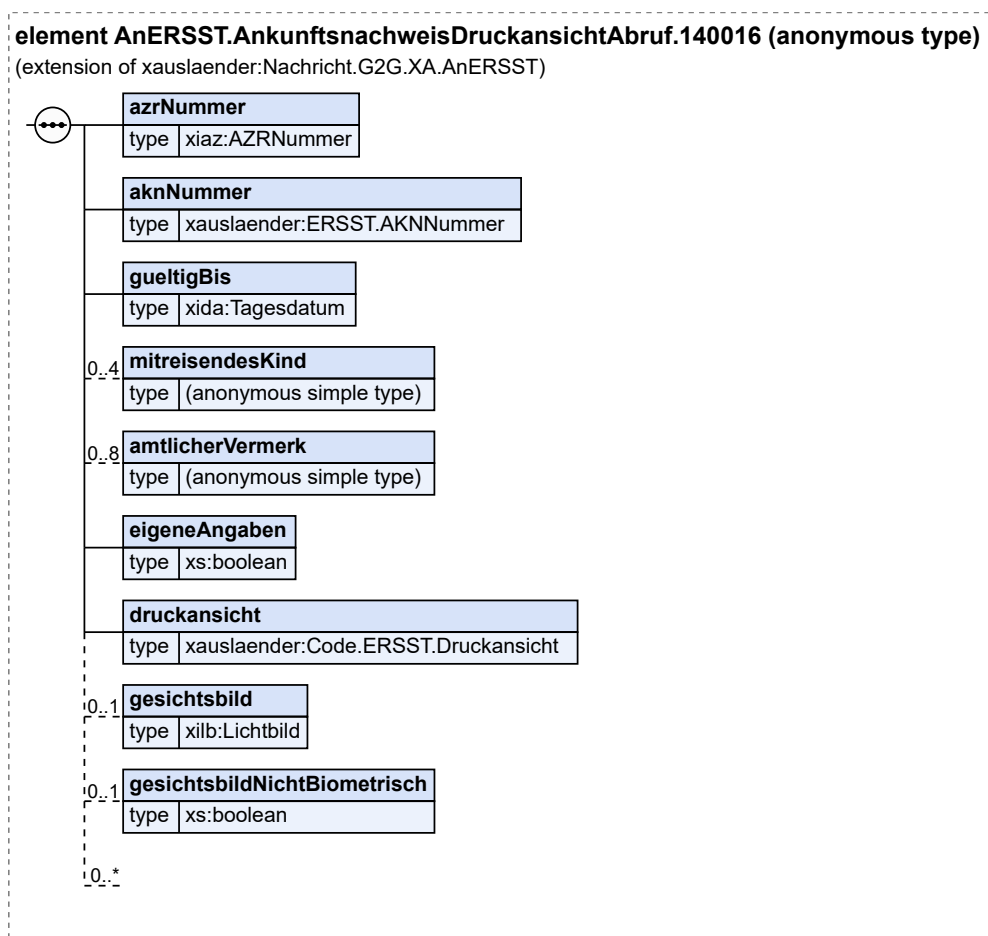 element AnERSST.AnkunftsnachweisDruckansichtAbruf.140016 (anonymous type)
(extension of xauslaender:Nachricht.G2G.XA.AnERSST)
azrNummer
type xiaz:AZRNummer
aknNummer
type xauslaender:ERSST.AKNNummer
gueltigBis
type xida:Tagesdatum
0..4 mitreisendesKind
type (anonymous simple type)
0..8 amtlicherVermerk
type (anonymous simple type)
eigeneAngaben
type xs:boolean
druckansicht
type xauslaender:Code.ERSST.Druckansicht
0..1 gesichtsbild
type xilb:Lichtbild
0..1 gesichtsbildNichtBiometrisch
type xs:boolean
0..*